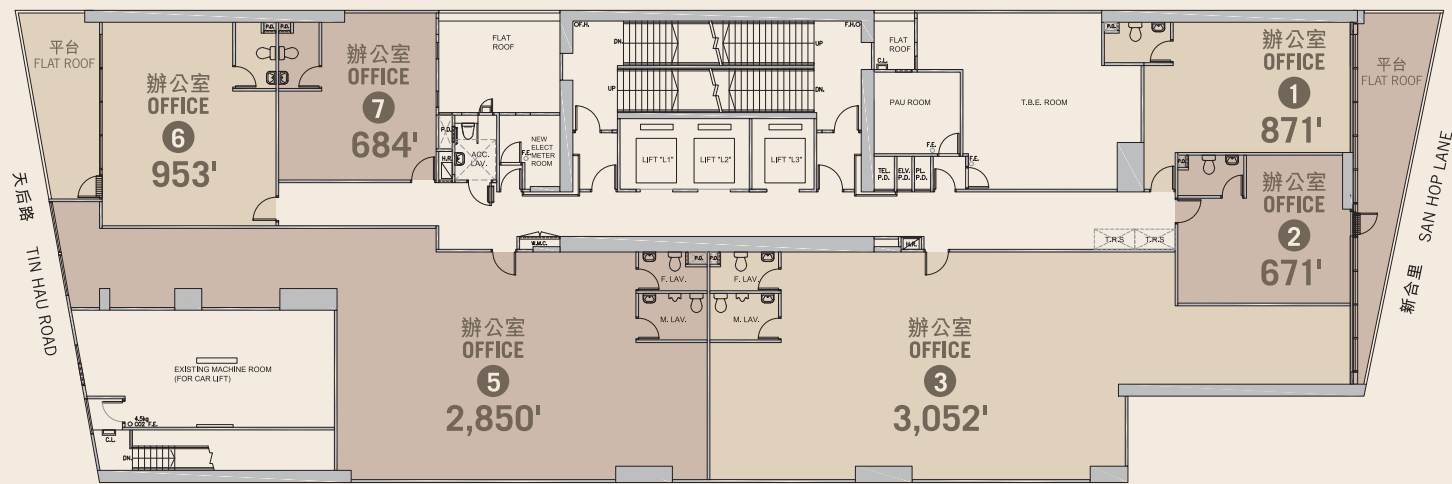 平台
FLAT ROOF
辦公室
OFFICE
6
953'
P.D.
P.D.
辦公室
OFFICE
7
684'
FLAT
ROOF
P.D.
H.R.
ACC.
LAV.
F.E.
NEW
ELECT
METER
ROOM
F.H.
F.H.
DN.
UP
UP
DN.
LIFT "L1"
LIFT "L2"
LIFT "L3"
FLAT
ROOF
C.L.
PAU ROOM
F.E.
T.B.E. ROOM
F.E.
TEL.
P.D.
ELV.
P.D.
PL.
P.D.
P.D.
辦公室
OFFICE
1
871'
平台
FLAT ROOF
P.D.
辦公室
OFFICE
2
671'
天后路
TIN HAU ROAD
新合里
SAN HOP LANE
W.M.C.
H.R.
T.R.S
T.R.S
P.D.
P.D.
F. LAV.
F. LAV.
M. LAV.
M. LAV.
辦公室
OFFICE
5
2,850'
辦公室
OFFICE
3
3,052'
EXISTING MACHINE ROOM
(FOR CAR LIFT)
4.5kg
CO2 F.E.
C.L.
DN.